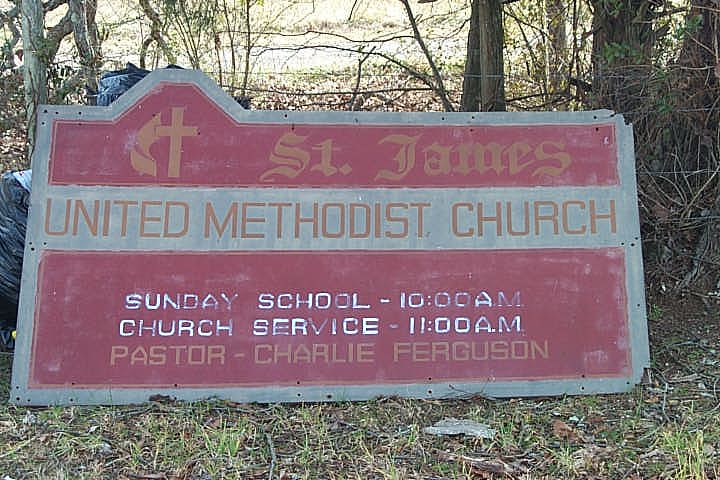 St. James
UNITED METHODIST CHURCH
SUNDAY SCHOOL - 10:00A.M.
CHURCH SERVICE - 11:00A.M.
PASTOR - CHARLIE FERGUSON